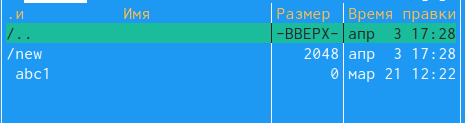 .и Имя Размер Время правки
/.. -ВВЕРХ- апр 3 17:28
/new 2048 апр 3 17:28
abc1 0 мар 21 12:22